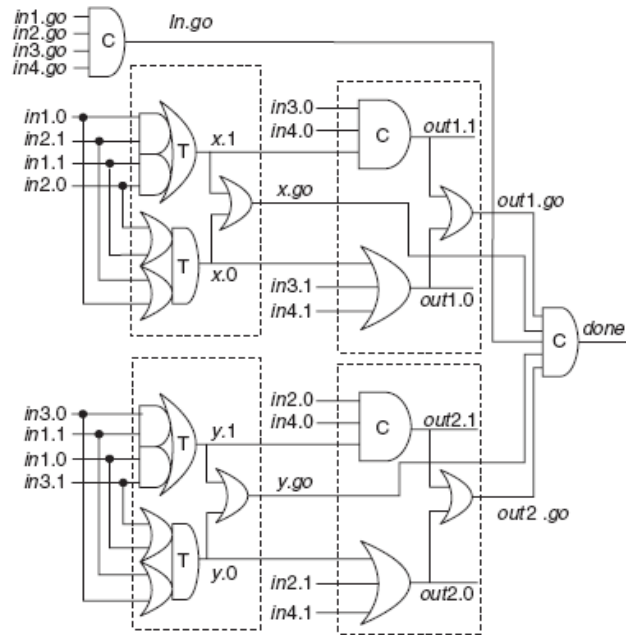 in1.go
in2.go
in3.go
in4.go
C
In.go
in1.0
in2.1
in1.1
in2.0
T
x.1
T
x.0
x.go
in3.0
in4.0
C
out1.1
in3.1
in4.1
out1.0
out1.go
C
done
in3.0
in1.1
in1.0
in3.1
T
y.1
T
y.0
y.go
in2.0
in4.0
C
out2.1
in2.1
in4.1
out2.0
out2 .go